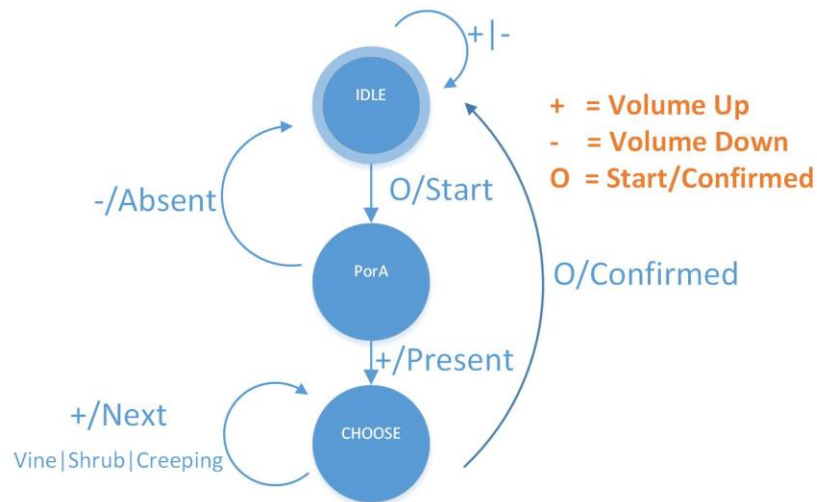 +|-
IDLE
+ = Volume Up
- = Volume Down
O = Start/Confirmed
-/Absent
O/Start
PorA
O/Confirmed
+/Present
+/Next
CHOOSE
Vine|Shrub|Creeping